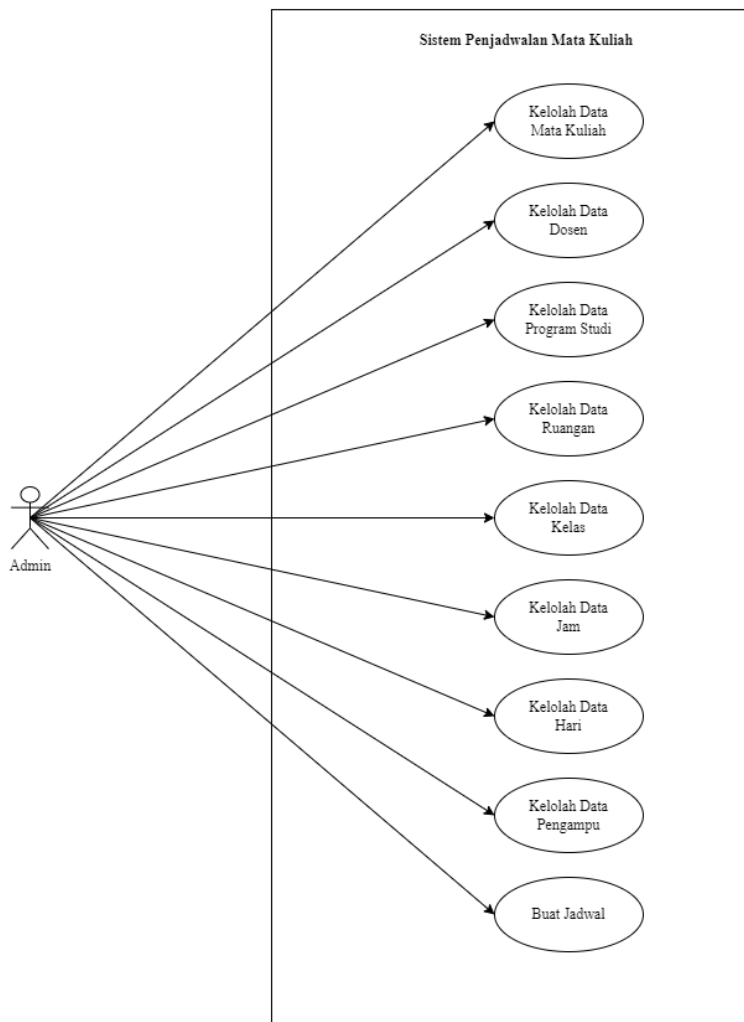 Sistem Penjadwalan Mata Kuliah
Kelolah Data
Mata Kuliah
Kelolah Data
Dosen
Kelolah Data
Program Studi
Kelolah Data
Ruangan
Kelolah Data
Kelas
Admin
Kelolah Data
Jam
Kelolah Data
Hari
Kelolah Data
Pengampu
Buat Jadwal